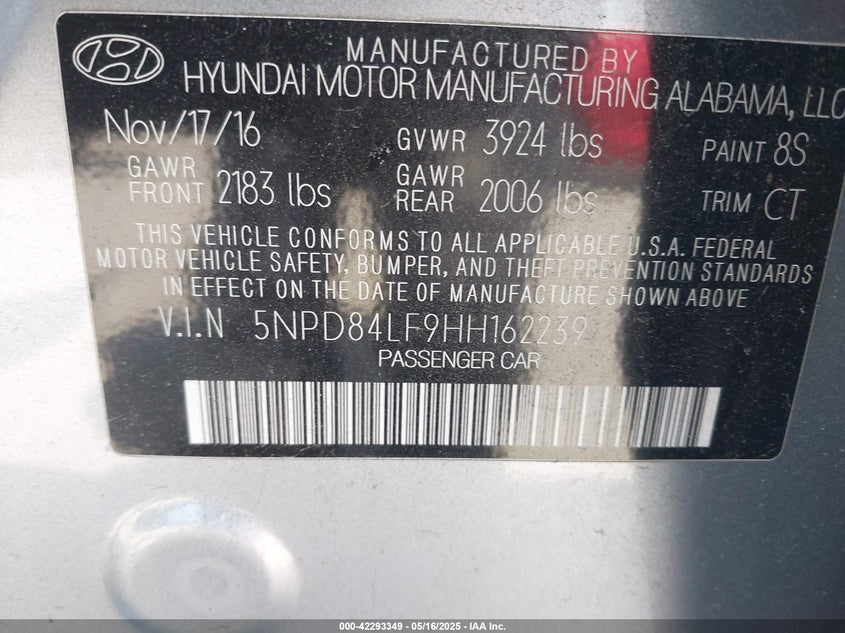 MANUFACTURED BY
HYUNDAI MOTOR MANUFACTURING ALABAMA, LLC
Nov/17/16 GVWR 3924 lbs PAINT 8S
GAWR FRONT 2183 lbs GAWR REAR 2006 lbs TRIM CT
THIS VEHICLE CONFORMS TO ALL APPLICABLE U.S.A. FEDERAL
MOTOR VEHICLE SAFETY, BUMPER, AND THEFT PREVENTION STANDARDS
IN EFFECT ON THE DATE OF MANUFACTURE SHOWN ABOVE
V.I.N 5NPD84LF9HH162239
PASSENGER CAR
000-42293349 - 05/16/2025 - IAA Inc.